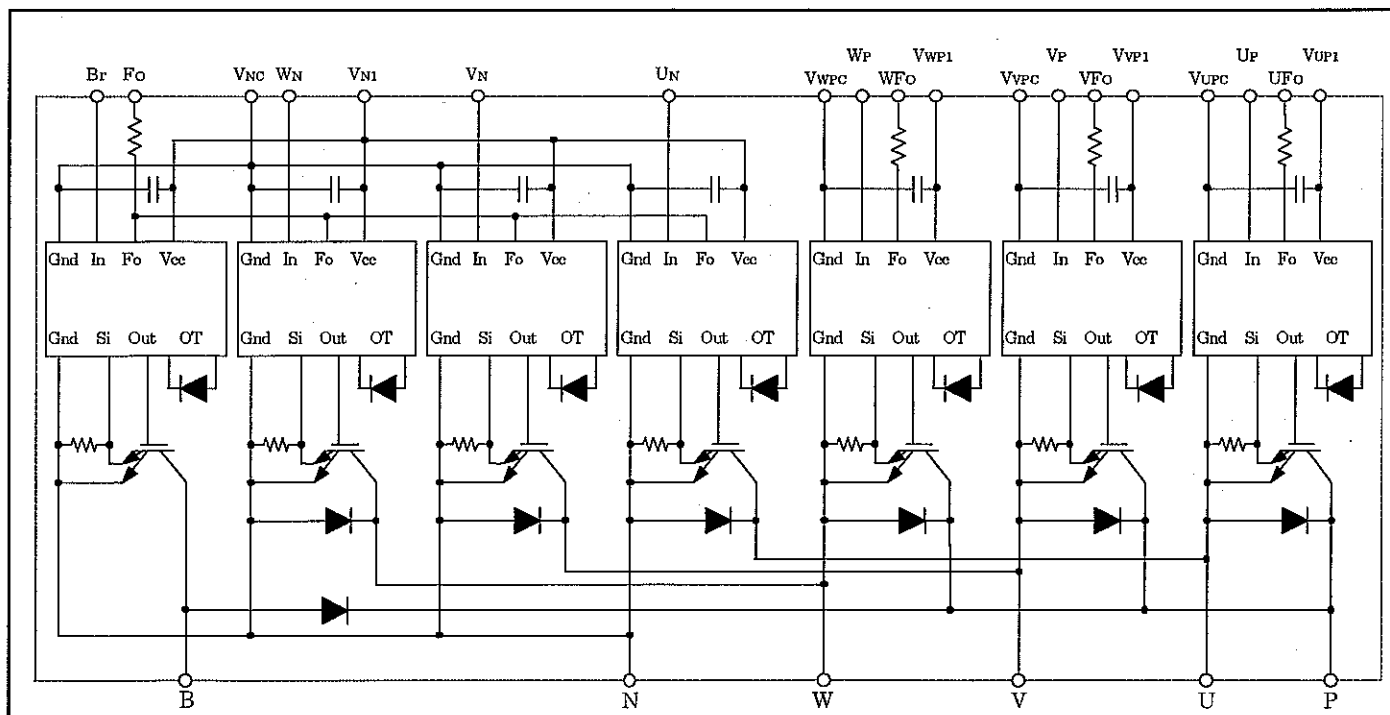 WP VWP1 VP VVP1 UP VUP1
Br FO VNC WN VN1 VN UN VWPC WFO VVPC VFO VUPC UFO
Gnd In Fo Vcc Gnd In Fo Vcc Gnd In Fo Vcc Gnd In Fo Vcc Gnd In Fo Vcc Gnd In Fo Vcc Gnd In Fo Vcc
Gnd Si Out OT Gnd Si Out OT Gnd Si Out OT Gnd Si Out OT Gnd Si Out OT Gnd Si Out OT Gnd Si Out OT
B N W V U P